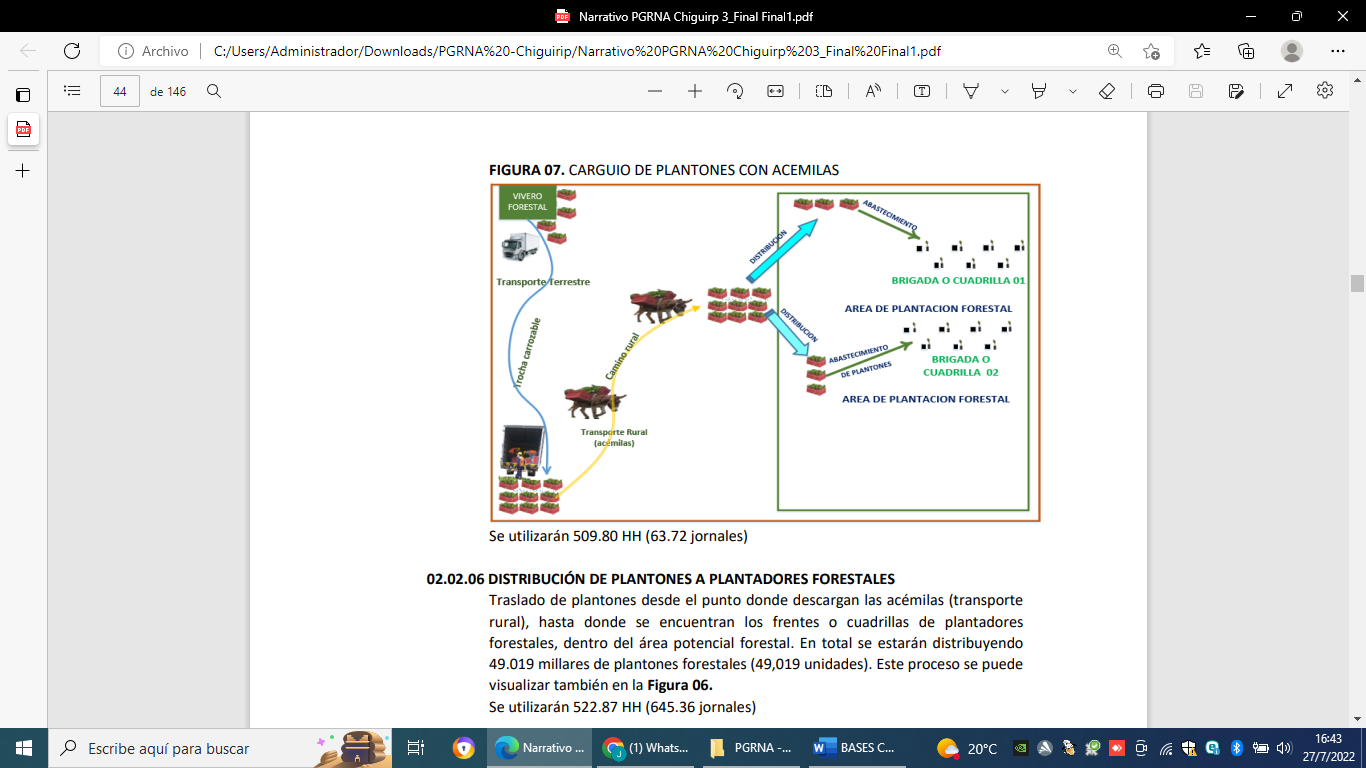 Narrativo PGRNA Chiguirp 3_Final Final1.pdf
Archivo
C:/Users/Administrador/Downloads/PGRNA%20-Chiguirip/Narrativo%20PGRNA%20Chiguirp%203_Final%20Final1.pdf
44 de 146
FIGURA 07. CARGUIO DE PLANTONES CON ACEMILAS
VIVERO
FORESTAL
Transporte Terrestre
Trocha carrozable
Camino rural
Transporte Rural
(acémilas)
DISTRIBUCION
ABASTECIMIENTO
BRIGADA O CUADRILLA 01
AREA DE PLANTACION FORESTAL
DISTRIBUCION
ABASTECIMIENTO
DE PLANTONES
BRIGADA O
CUADRILLA 02
AREA DE PLANTACION FORESTAL
Se utilizarán 509.80 HH (63.72 jornales)
02.02.06 DISTRIBUCIÓN DE PLANTONES A PLANTADORES FORESTALES
Traslado de plantones desde el punto donde descargan las acémilas (transporte
rural), hasta donde se encuentran los frentes o cuadrillas de plantadores
forestales, dentro del área potencial forestal. En total se estarán distribuyendo
49.019 millares de plantones forestales (49,019 unidades). Este proceso se puede
visualizar también en la Figura 06.
Se utilizarán 522.87 HH (645.36 jornales)
Escribe aquí para buscar
Narrativo ...
(1) Whats...
PGRNA -...
BASES C...
20°C
16:43
27/7/2022